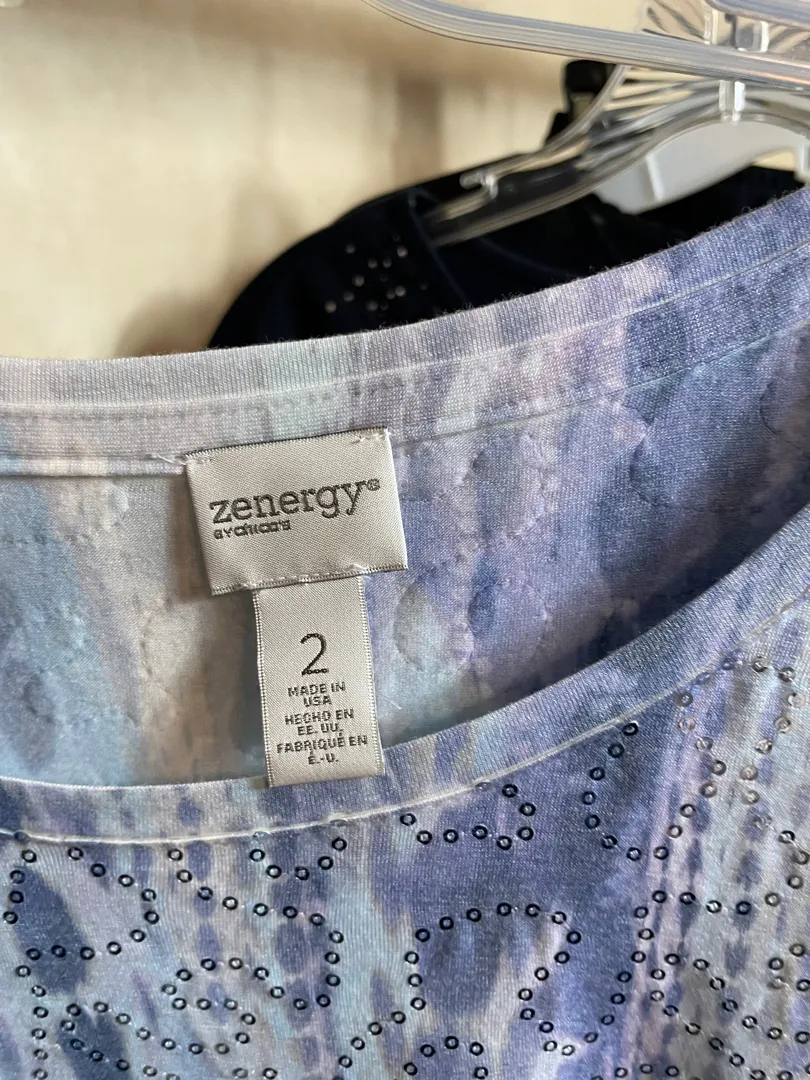 zenergy®
BY CHICO'S
2
MADE IN
USA
HECHO EN
EE. UU.
FABRIQUÉ EN
É.-U.